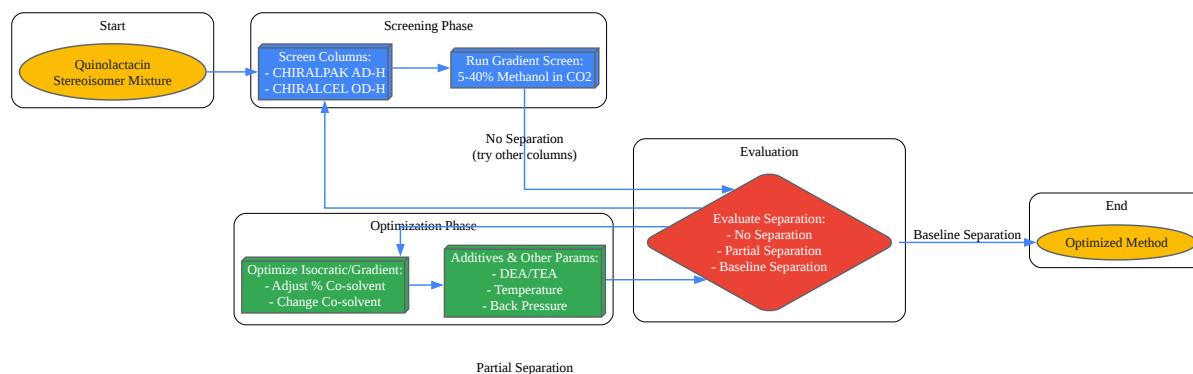 Start
Quinolactacin
Stereoisomer Mixture
Screening Phase
Screen Columns:
- CHIRALPAK AD-H
- CHIRALCEL OD-H
Run Gradient Screen:
5-40% Methanol in CO2
No Separation
(try other columns)
Evaluation
Evaluate Separation:
- No Separation
- Partial Separation
- Baseline Separation
Optimization Phase
Optimize Isocratic/Gradient:
- Adjust % Co-solvent
- Change Co-solvent
Additives & Other Params:
- DEA/TEA
- Temperature
- Back Pressure
Baseline Separation
End
Optimized Method
Partial Separation